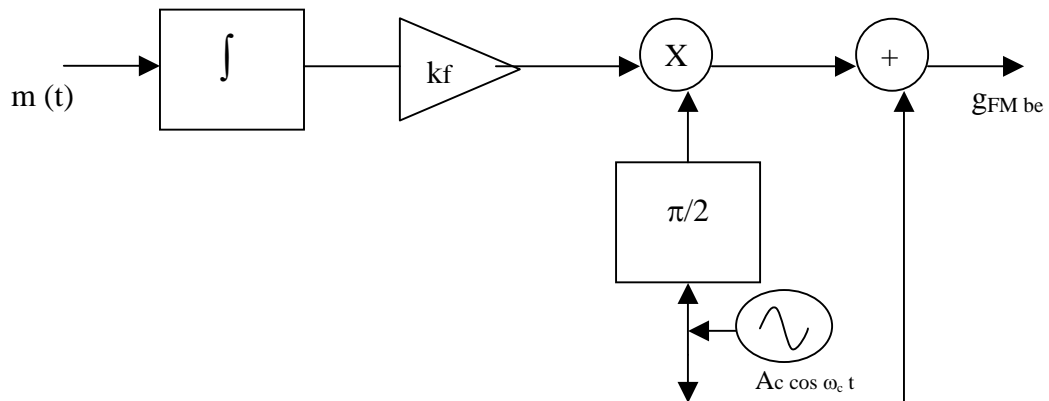 ∫
kf
X
+
m (t)
gFM be
π/2
Ac cos ωc t